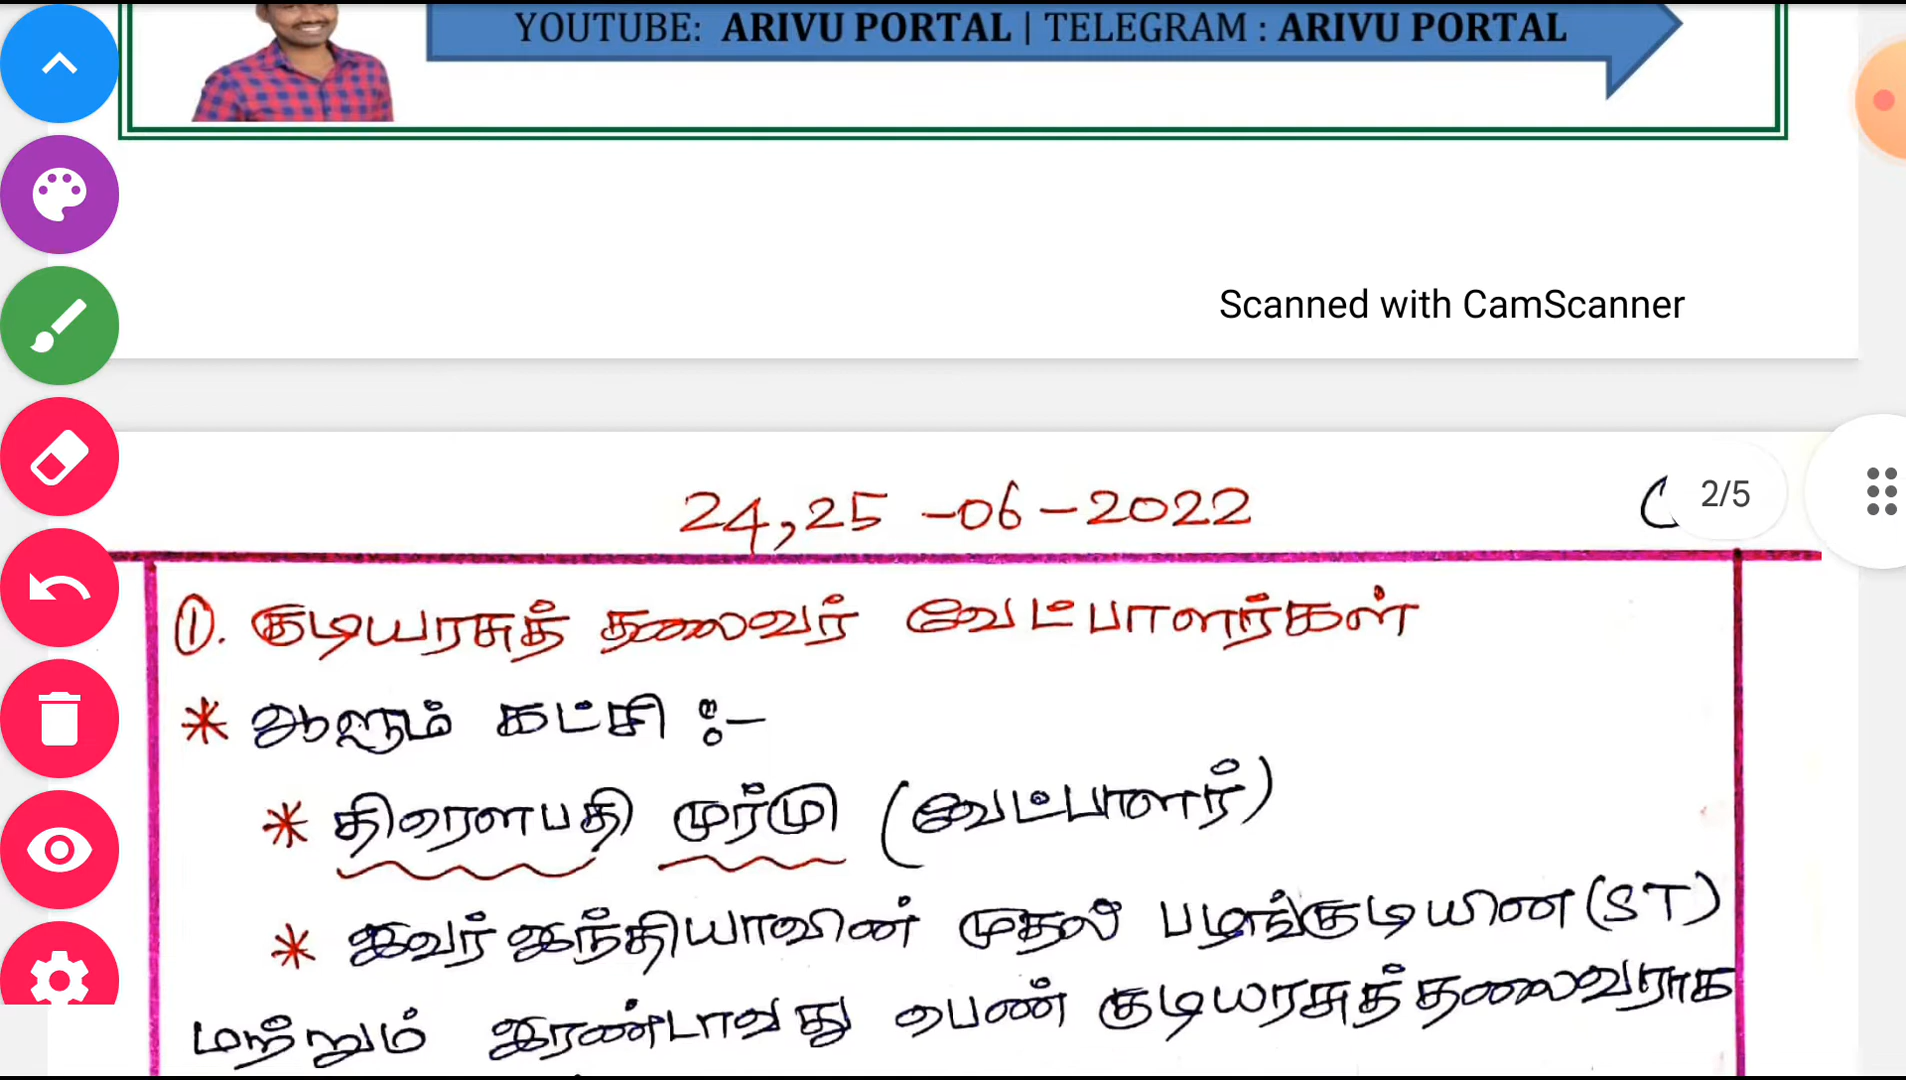 YOUTUBE: ARIVU PORTAL | TELEGRAM : ARIVU PORTAL
Scanned with CamScanner
24,25 -06-2022
2/5
①. குடியரசுத் தலைவர் வேட்பாளர்கள்
* ஆளும் கட்சி :-
* திரௌபதி முர்மு (வேட்பாளர்)
* இவர் இந்தியாவின் முதல் பழங்குடியின (ST)
மற்றும் இரண்டாவது பெண் குடியரசுத் தலைவராக